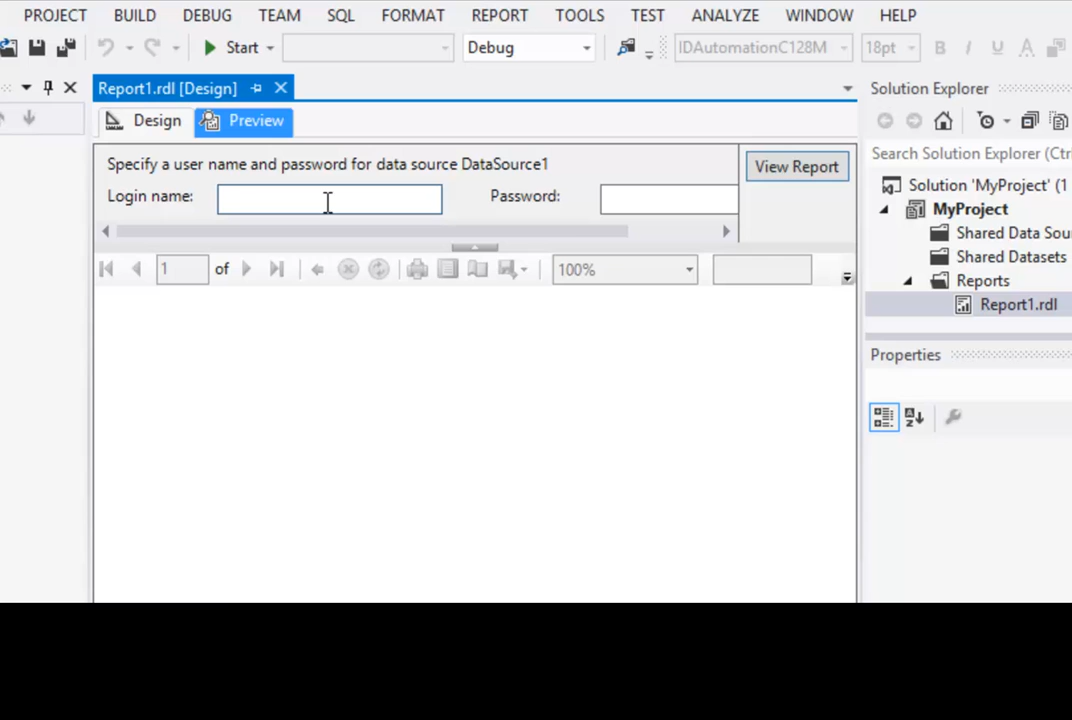 PROJECT BUILD DEBUG TEAM SQL FORMAT REPORT TOOLS TEST ANALYZE WINDOW HELP
Start Debug IDAutomationC128M 18pt B I U A
Report1.rdl [Design] Solution Explorer
Design Preview
Search Solution Explorer (Ctr
Specify a user name and password for data source DataSource1 View Report
Login name: Password:
Solution 'MyProject' (1
MyProject
Shared Data Sou
Shared Datasets
1 of 100%
Reports
Report1.rdl
Properties